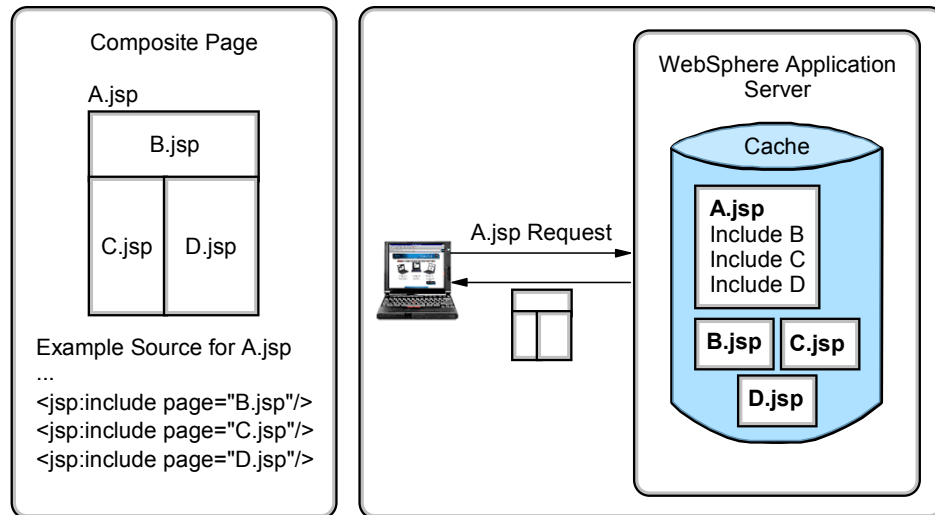 Composite Page
A.jsp
B.jsp
C.jsp
D.jsp
Example Source for A.jsp
...
<jsp:include page="B.jsp"/>
<jsp:include page="C.jsp"/>
<jsp:include page="D.jsp"/>
A.jsp Request
WebSphere Application
Server
Cache
A.jsp
Include B
Include C
Include D
B.jsp
C.jsp
D.jsp